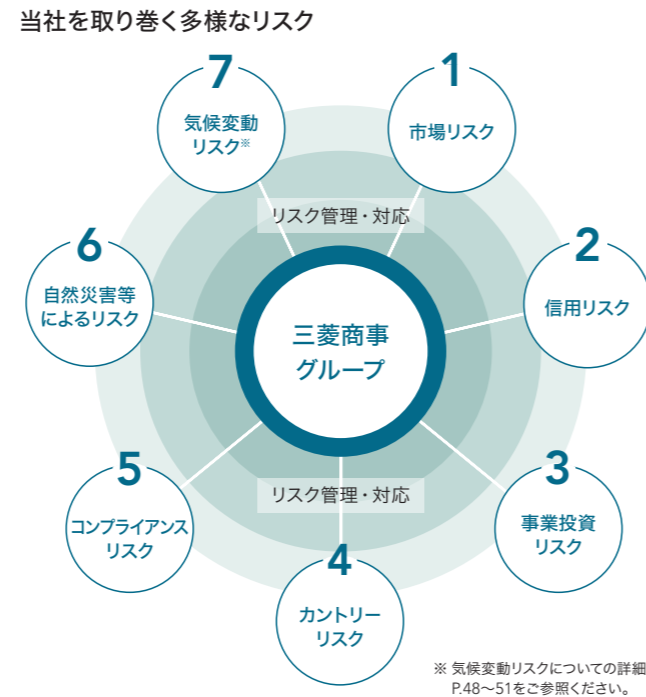 当社を取り巻く多様なリスク
1
市場リスク
2
信用リスク
3
事業投資
リスク
4
カントリー
リスク
5
コンプライアンス
リスク
6
自然災害等
によるリスク
7
気候変動
リスク※
リスク管理・対応
三菱商事
グループ
リスク管理・対応
※ 気候変動リスクについての詳細
P.48〜51をご参照ください。